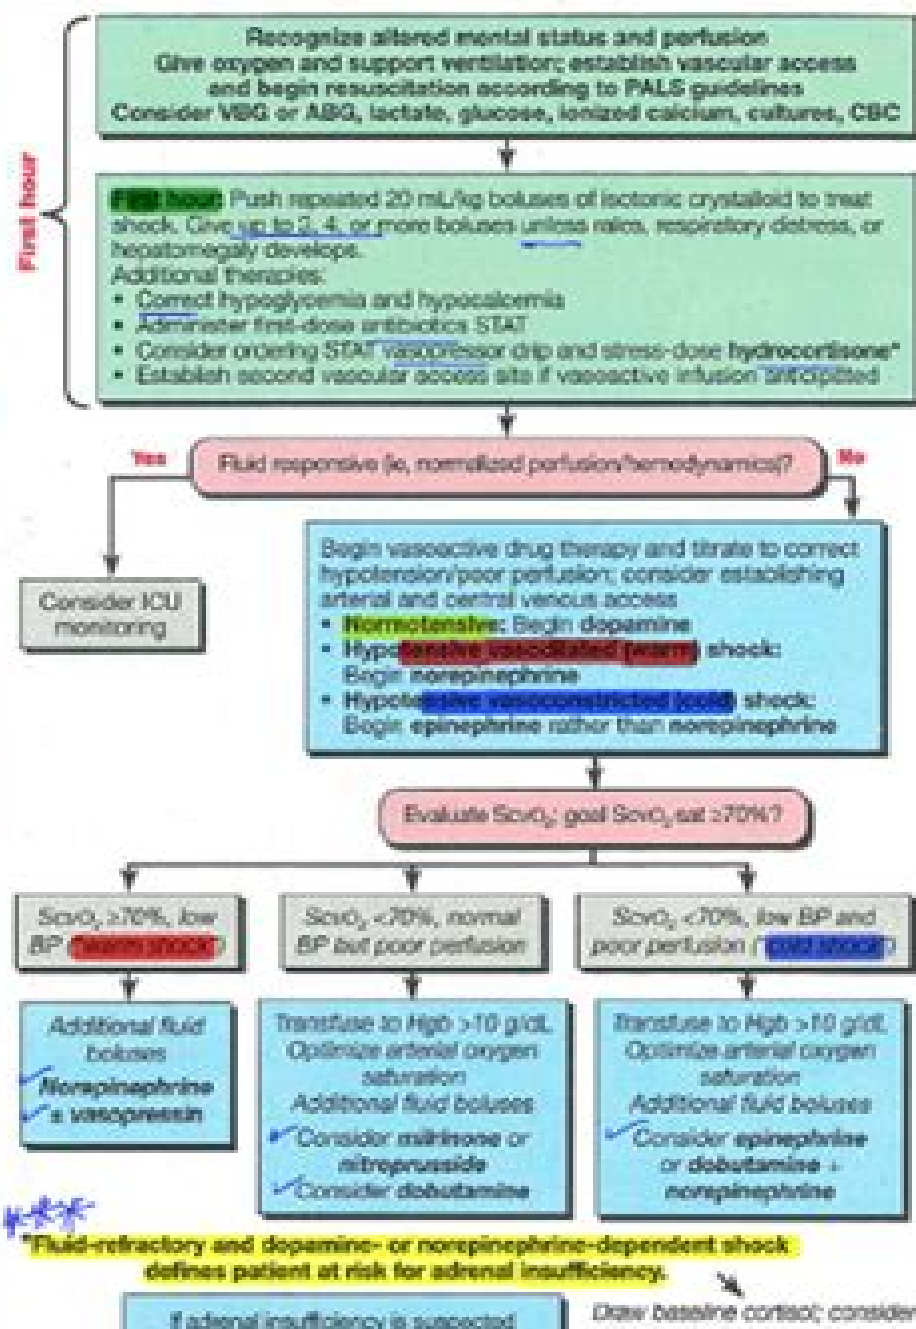 Recognize altered mental status and perfusion
Give oxygen and support ventilation; establish vascular access
and begin resuscitation according to PALS guidelines
Consider VBG or ABG, lactate, glucose, ionized calcium, cultures, CBC
First hour
First hour: Push repeated 20 mL/kg boluses of isotonic crystalloid to treat
shock. Give up to 2, 4, or more boluses unless rales, respiratory distress, or
hepatomegaly develops.
Additional therapies:
• Correct hypoglycemia and hypocalcemia
• Administer first-dose antibiotics STAT
• Consider ordering STAT vasopressor drip and stress-dose hydrocortisone*
• Establish second vascular access site if vasoactive infusion anticipated
Yes
Fluid responsive (ie, normalized perfusion/hemodynamics)?
No
Consider ICU
monitoring
Begin vasoactive drug therapy and titrate to correct
hypotension/poor perfusion; consider establishing
arterial and central venous access
• Normotensive: Begin dopamine
• Hypotensive vasodilated (warm) shock:
Begin norepinephrine
• Hypotensive vasoconstricted (cold) shock:
Begin epinephrine rather than norepinephrine
Evaluate ScvO₂; goal ScvO₂ sat ≥70%?
ScvO₂ ≥70%, low
BP ("warm shock")
ScvO₂ <70%, normal
BP but poor perfusion
ScvO₂ <70%, low BP and
poor perfusion ("cold shock")
Additional fluid
boluses
Norepinephrine
± vasopressin
Transfuse to Hgb >10 g/dL
Optimize arterial oxygen
saturation
Additional fluid boluses
Consider milrinone or
nitroprusside
Consider dobutamine
Transfuse to Hgb >10 g/dL
Optimize arterial oxygen
saturation
Additional fluid boluses
Consider epinephrine
or dobutamine +
norepinephrine
*Fluid-refractory and dopamine- or norepinephrine-dependent shock
defines patient at risk for adrenal insufficiency.
Draw baseline cortisol; consider
If adrenal insufficiency is suspected